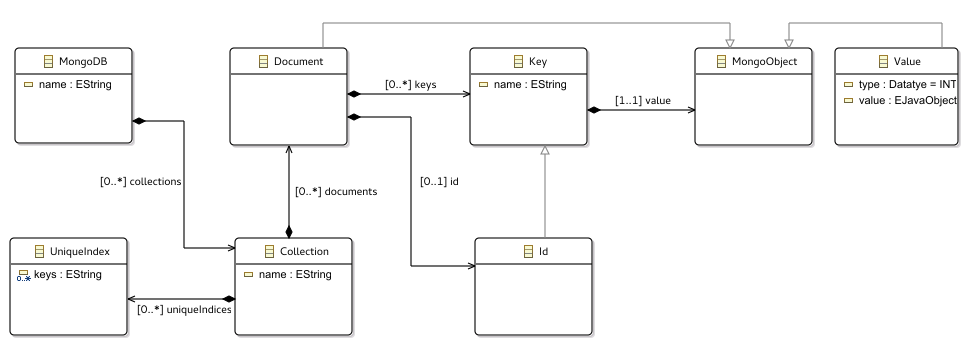 MongoDB
name : EString
Document
Key
name : EString
MongoObject
Value
type : Datatye = INT
value : EJavaObject
[0..*] keys
[1..1] value
[0..*] collections
[0..*] documents
[0..1] id
UniqueIndex
0..* keys : EString
Collection
name : EString
Id
[0..*] uniqueIndices